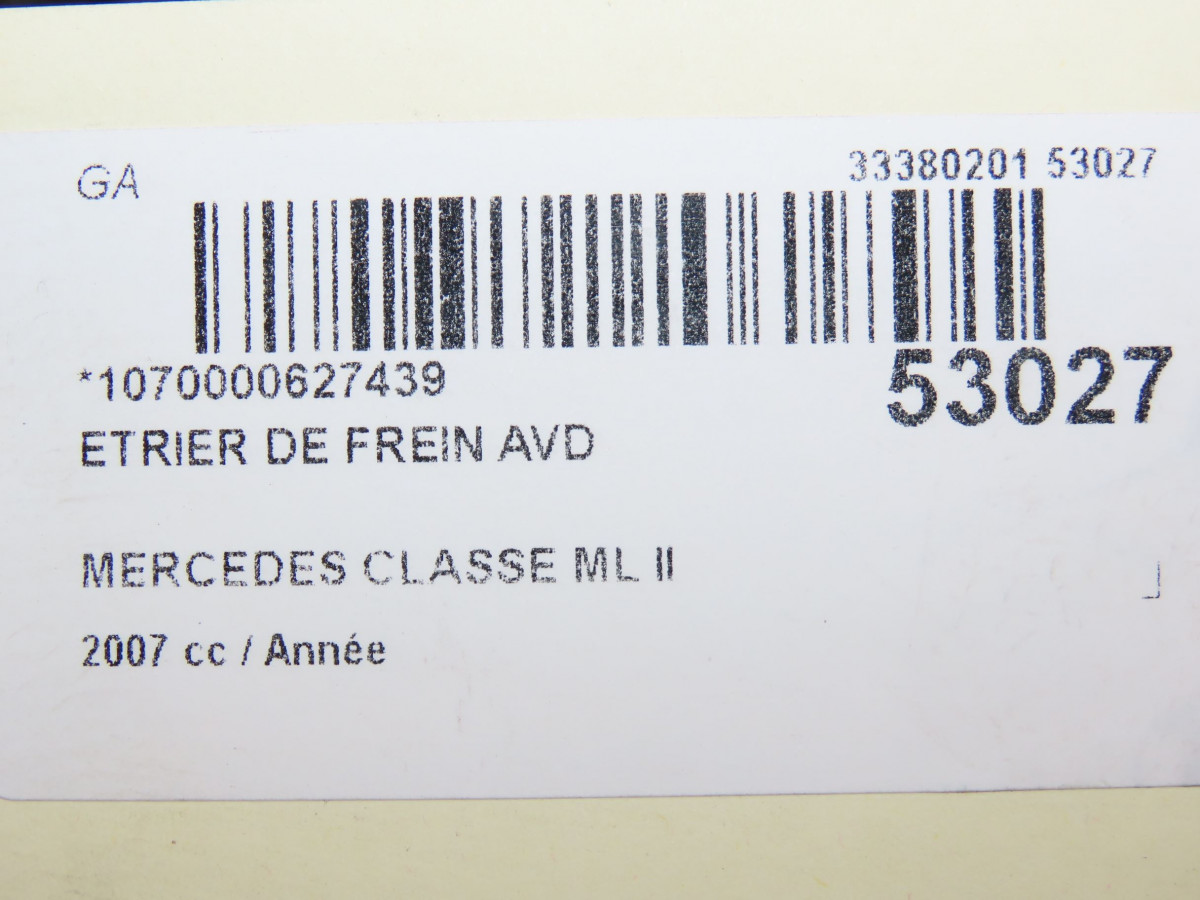 GA
33380201 53027
*1070000627439
53027
ETRIER DE FREIN AVD
MERCEDES CLASSE ML II
2007 cc / Année